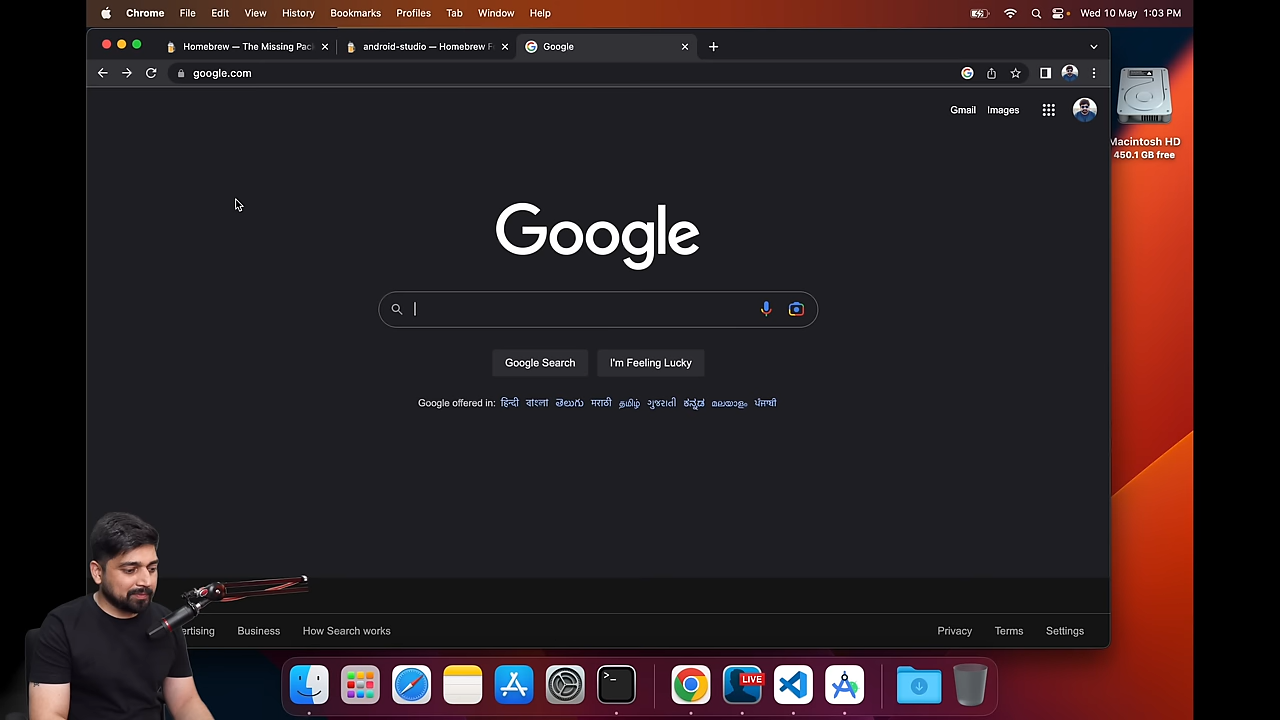 Chrome File Edit View History Bookmarks Profiles Tab Window Help Wed 10 May 1:03 PM
Homebrew — The Missing Pac android-studio — Homebrew F Google
google.com
Gmail Images
Macintosh HD
450.1 GB free
Google
Google Search I'm Feeling Lucky
Google offered in: हिन्दी বাংলা తెలుగు मराठी தமிழ் ગુજરાતી ಕನ್ನಡ മലയാളം ਪੰਜਾਬੀ
ertising Business How Search works Privacy Terms Settings
LIVE